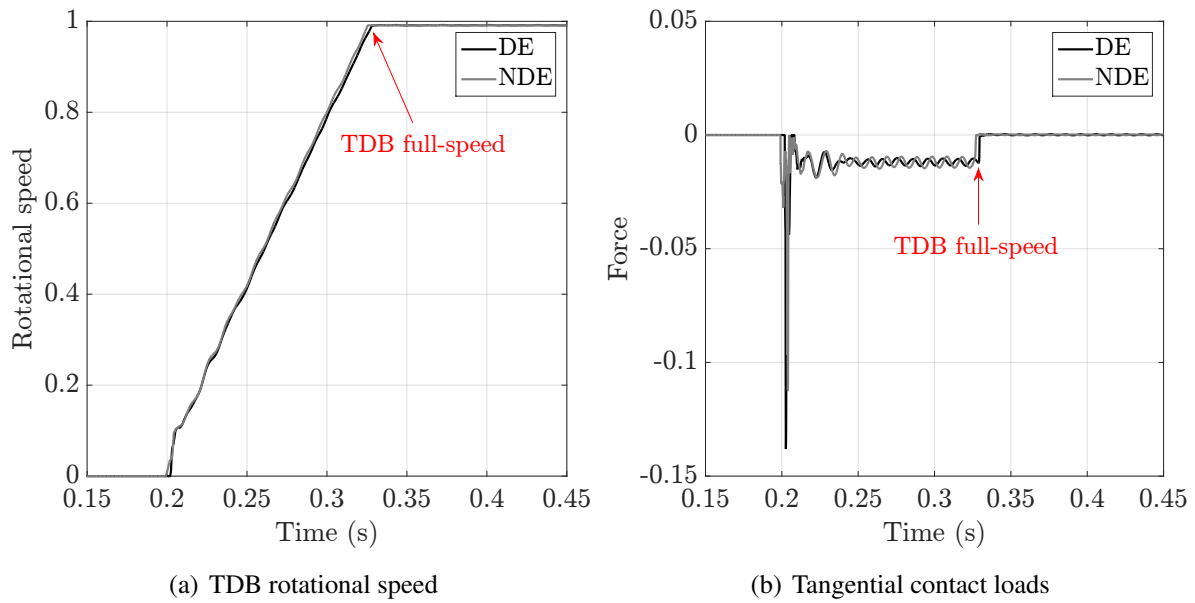 1
0.8
0.6
0.4
0.2
0
Rotational speed
DE
NDE
TDB full-speed
0.15 0.2 0.25 0.3 0.35 0.4 0.45
Time (s)
(a) TDB rotational speed
0.05
0
-0.05
-0.1
-0.15
Force
DE
NDE
TDB full-speed
0.15 0.2 0.25 0.3 0.35 0.4 0.45
Time (s)
(b) Tangential contact loads